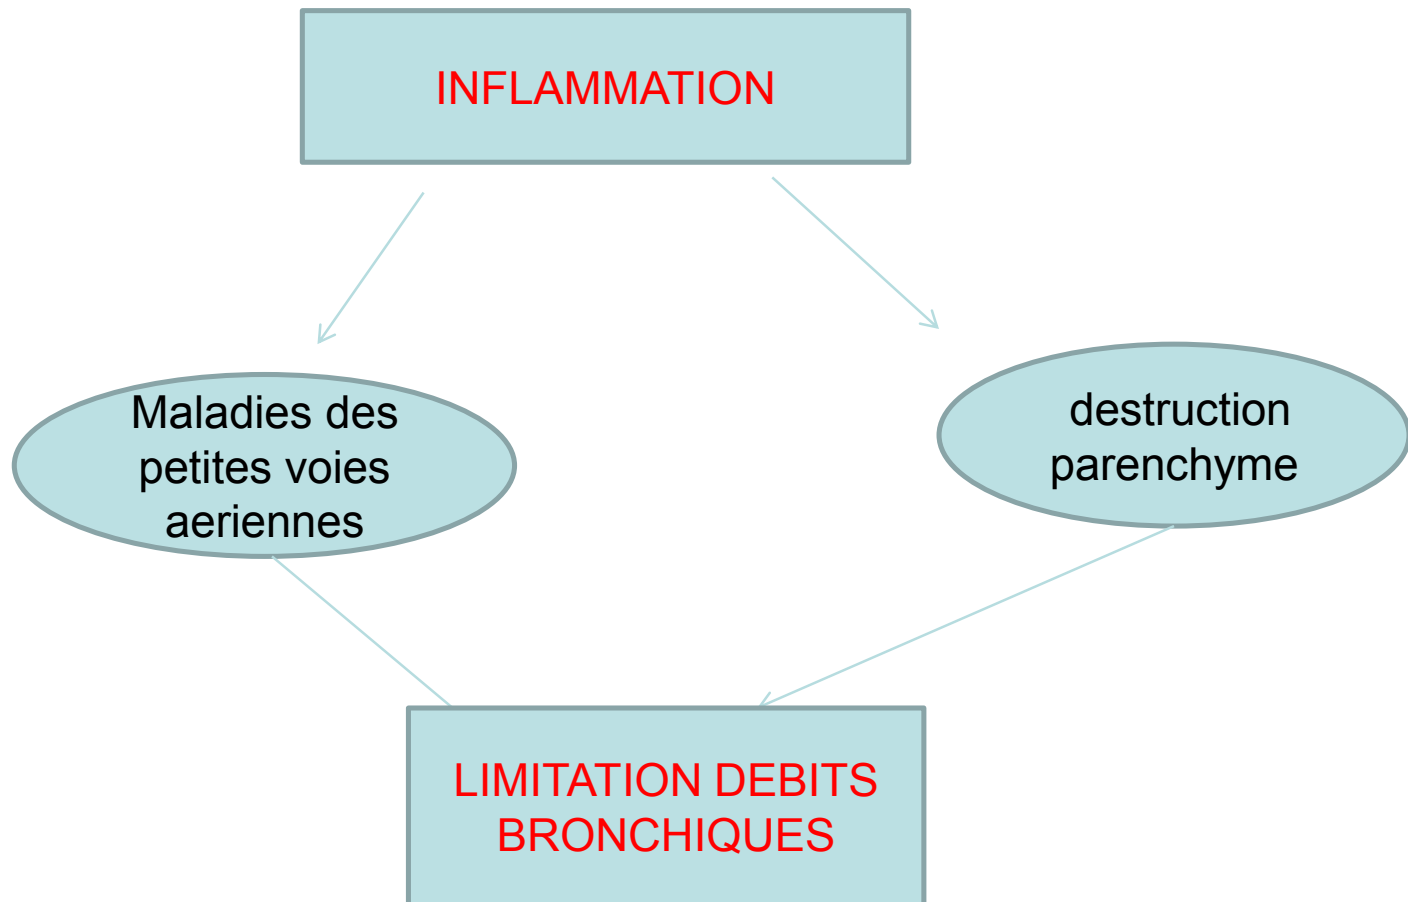 INFLAMMATION
Maladies des
petites voies
aeriennes
destruction
parenchyme
LIMITATION DEBITS
BRONCHIQUES